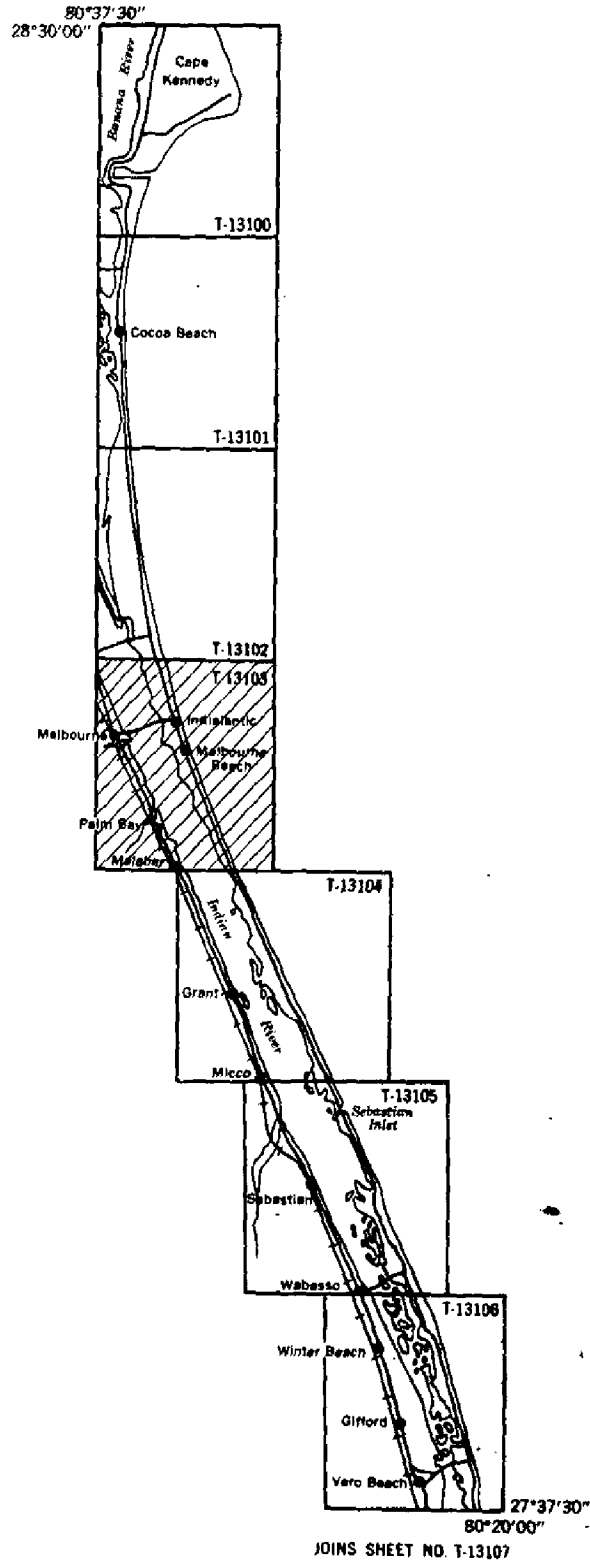 80°37'30"
28°30'00"
Cape
Kennedy
Banana River
T-13100
Cocoa Beach
T-13101
T-13102
T-13103
Indialantic
Melbourne
Melbourne
Beach
Palm Bay
Malabar
T-13104
Indian
River
Grant
Micco
T-13105
Sebastian
Inlet
Sebastian
Wabasso
T-13106
Winter Beach
Gifford
Vero Beach
27°37'30"
80°20'00"
JOINS SHEET NO. T-13107